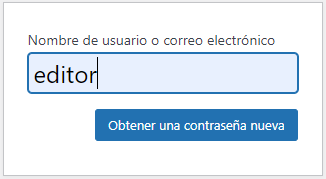 Nombre de usuario o correo electrónico
editor
Obtener una contraseña nueva